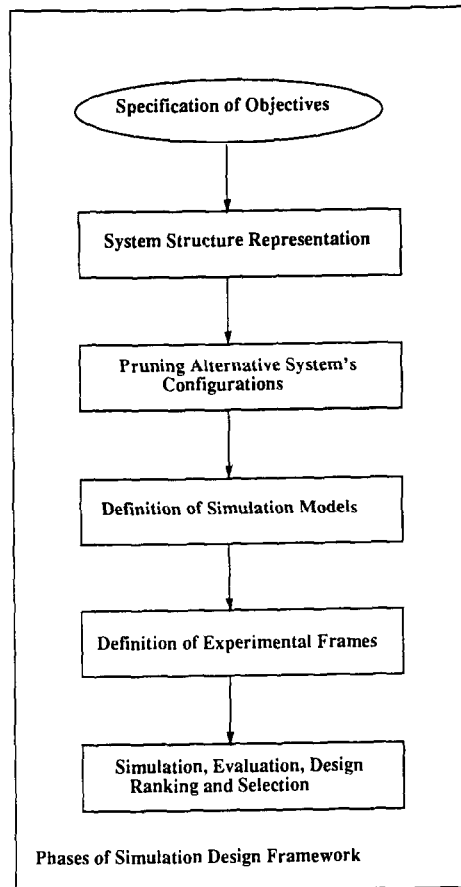 Specification of Objectives
System Structure Representation
Pruning Alternative System's
Configurations
Definition of Simulation Models
Definition of Experimental Frames
Simulation, Evaluation, Design
Ranking and Selection
Phases of Simulation Design Framework